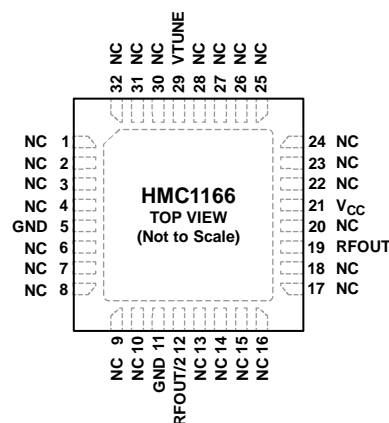 32 NC
31 NC
30 NC
29 VTUNE
28 NC
27 NC
26 NC
25 NC
NC 1
NC 2
NC 3
NC 4
GND 5
NC 6
NC 7
NC 8
HMC1166
TOP VIEW
(Not to Scale)
24 NC
23 NC
22 NC
21 VCC
20 NC
19 RFOUT
18 NC
17 NC
NC 9
NC 10
GND 11
RFOUT/2 12
NC 13
NC 14
NC 15
NC 16